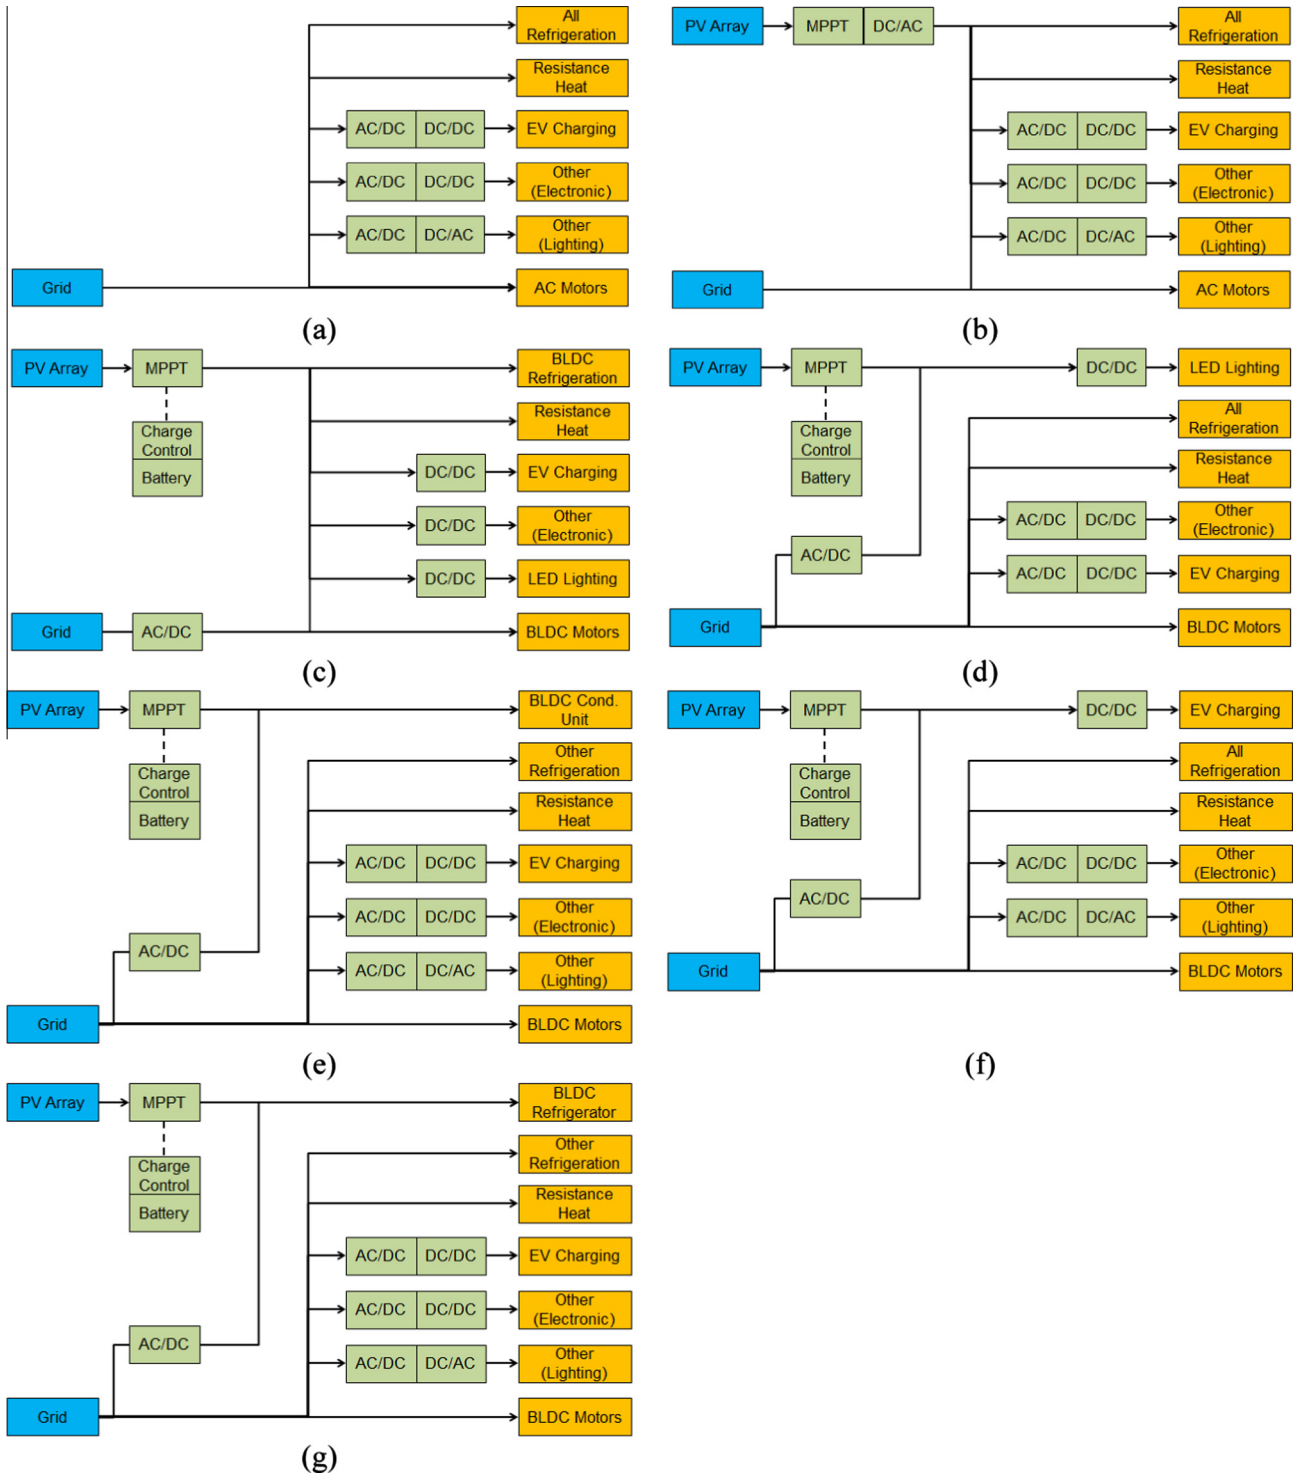 All
Refrigeration
Resistance
Heat
AC/DC
DC/DC
EV Charging
AC/DC
DC/DC
Other
(Electronic)
AC/DC
DC/AC
Other
(Lighting)
Grid
AC Motors
(a)
PV Array
MPPT
DC/AC
All
Refrigeration
Resistance
Heat
AC/DC
DC/DC
EV Charging
AC/DC
DC/DC
Other
(Electronic)
AC/DC
DC/AC
Other
(Lighting)
Grid
AC Motors
(b)
PV Array
MPPT
BLDC
Refrigeration
Charge
Control
Battery
Resistance
Heat
DC/DC
EV Charging
DC/DC
Other
(Electronic)
DC/DC
LED Lighting
Grid
AC/DC
BLDC Motors
(c)
PV Array
MPPT
DC/DC
LED Lighting
Charge
Control
Battery
All
Refrigeration
Resistance
Heat
AC/DC
DC/DC
Other
(Electronic)
AC/DC
AC/DC
DC/DC
EV Charging
Grid
BLDC Motors
(d)
PV Array
MPPT
BLDC Cond.
Unit
Charge
Control
Battery
Other
Refrigeration
Resistance
Heat
AC/DC
DC/DC
EV Charging
AC/DC
DC/DC
Other
(Electronic)
AC/DC
AC/DC
DC/AC
Other
(Lighting)
Grid
BLDC Motors
(e)
PV Array
MPPT
DC/DC
EV Charging
Charge
Control
Battery
All
Refrigeration
Resistance
Heat
AC/DC
DC/DC
Other
(Electronic)
AC/DC
AC/DC
DC/AC
Other
(Lighting)
Grid
BLDC Motors
(f)
PV Array
MPPT
BLDC
Refrigerator
Charge
Control
Battery
Other
Refrigeration
Resistance
Heat
AC/DC
DC/DC
EV Charging
AC/DC
DC/DC
Other
(Electronic)
AC/DC
AC/DC
DC/AC
Other
(Lighting)
Grid
BLDC Motors
(g)